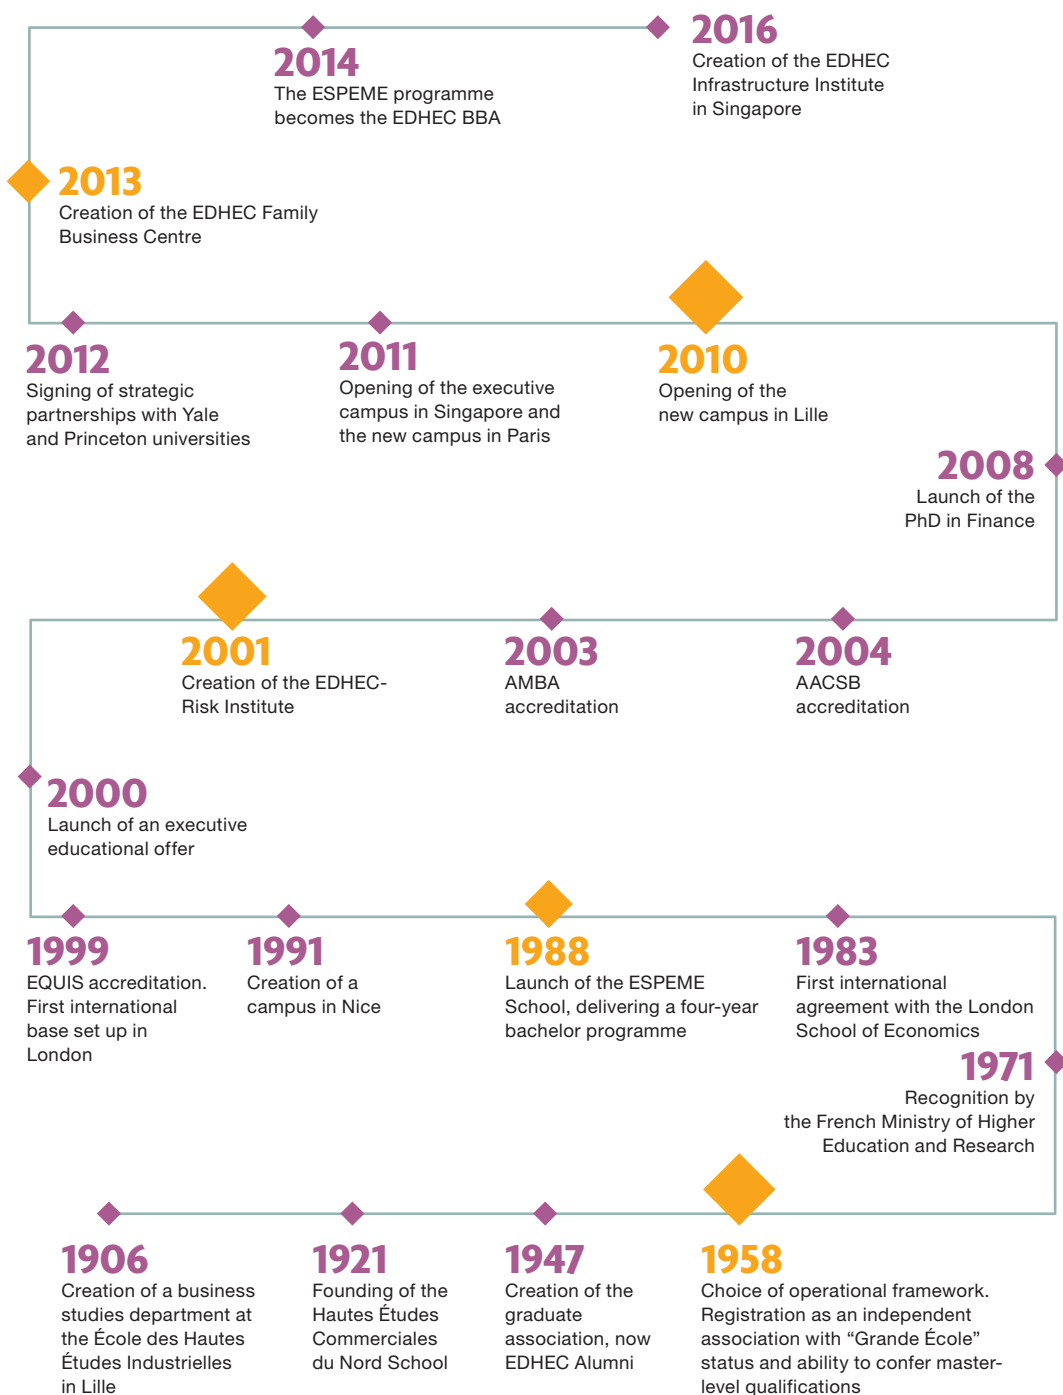 2014
The ESPEME programme
becomes the EDHEC BBA
2016
Creation of the EDHEC
Infrastructure Institute
in Singapore
2013
Creation of the EDHEC Family
Business Centre
2012
Signing of strategic
partnerships with Yale
and Princeton universities
2011
Opening of the executive
campus in Singapore and
the new campus in Paris
2010
Opening of the
new campus in Lille
2008
Launch of the
PhD in Finance
2001
Creation of the EDHEC-
Risk Institute
2003
AMBA
accreditation
2004
AACSB
accreditation
2000
Launch of an executive
educational offer
1999
EQUIS accreditation.
First international
base set up in
London
1991
Creation of a
campus in Nice
1988
Launch of the ESPEME
School, delivering a four-year
bachelor programme
1983
First international
agreement with the London
School of Economics
1971
Recognition by
the French Ministry of Higher
Education and Research
1906
Creation of a business
studies department at
the École des Hautes
Études Industrielles
in Lille
1921
Founding of the
Hautes Études
Commerciales
du Nord School
1947
Creation of the
graduate
association, now
EDHEC Alumni
1958
Choice of operational framework.
Registration as an independent
association with “Grande École”
status and ability to confer master-
level qualifications